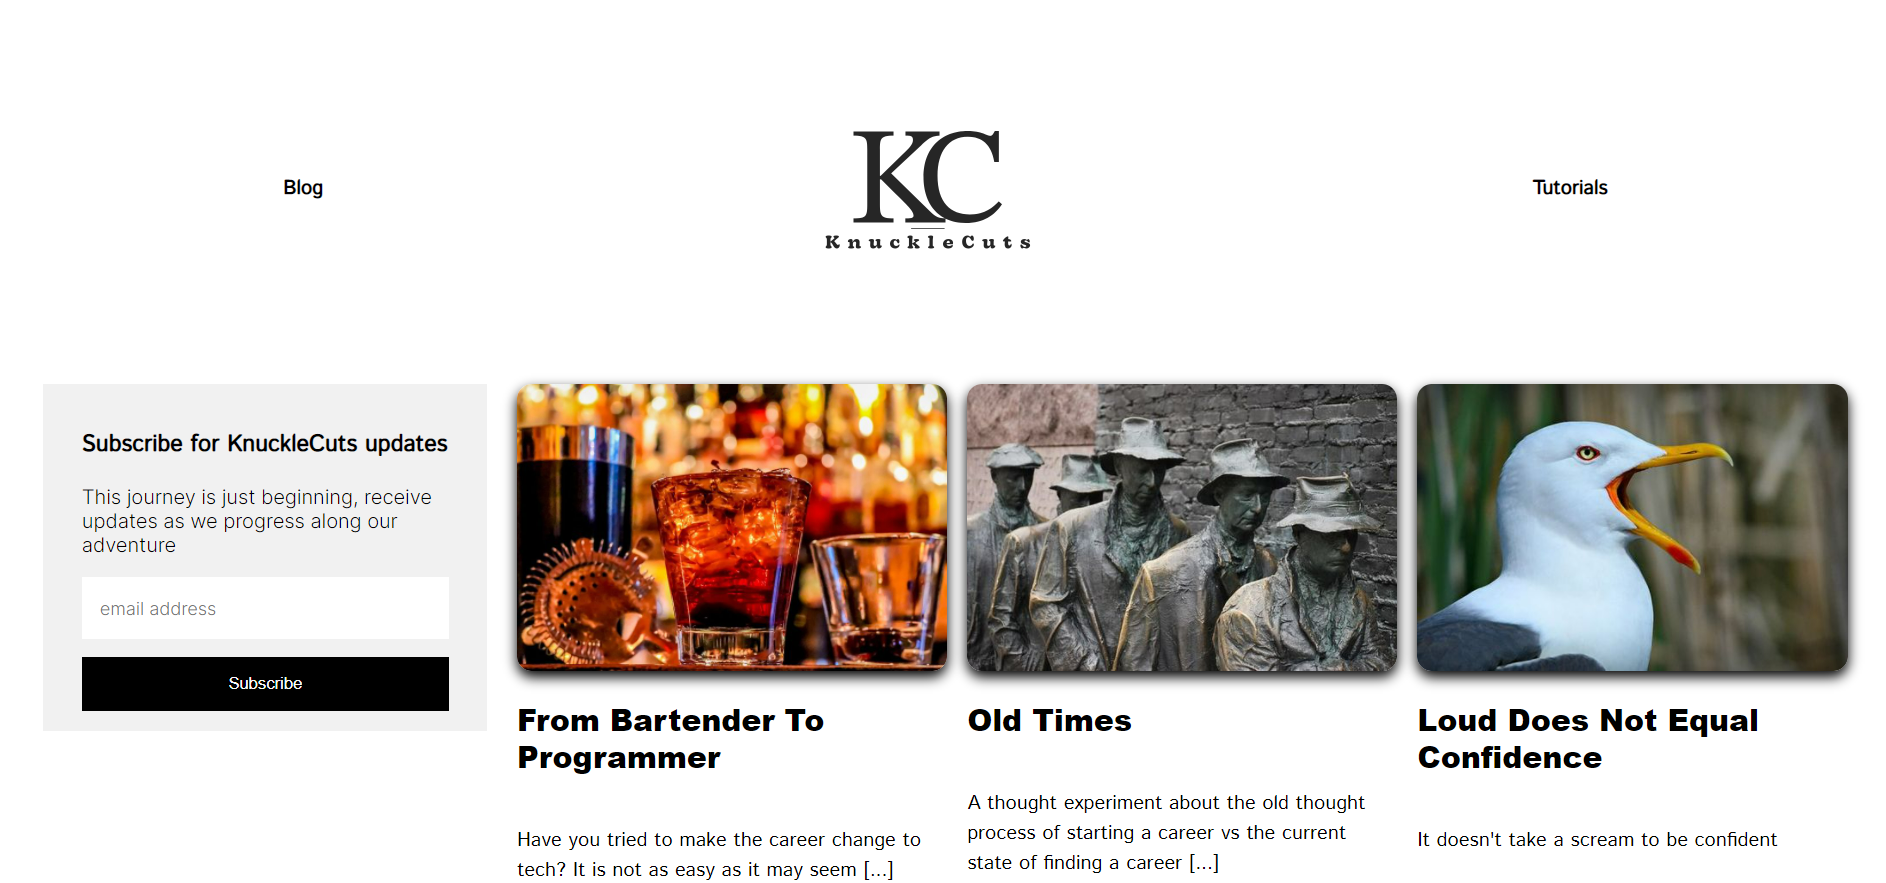 Blog
KC
KnuckleCuts
Tutorials
Subscribe for KnuckleCuts updates
This journey is just beginning, receive
updates as we progress along our
adventure
email address
Subscribe
From Bartender To
Programmer
Have you tried to make the career change to
tech? It is not as easy as it may seem [...]
Old Times
A thought experiment about the old thought
process of starting a career vs the current
state of finding a career [...]
Loud Does Not Equal
Confidence
It doesn't take a scream to be confident